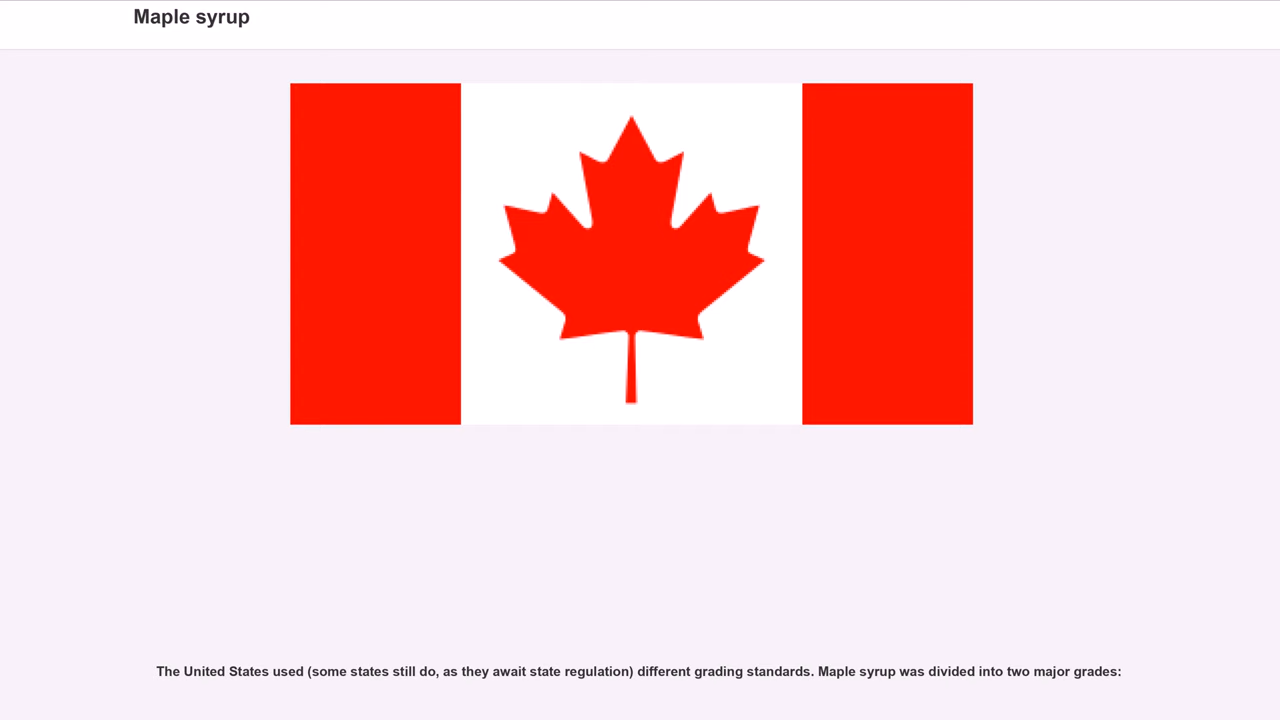 Maple syrup
The United States used (some states still do, as they await state regulation) different grading standards. Maple syrup was divided into two major grades: